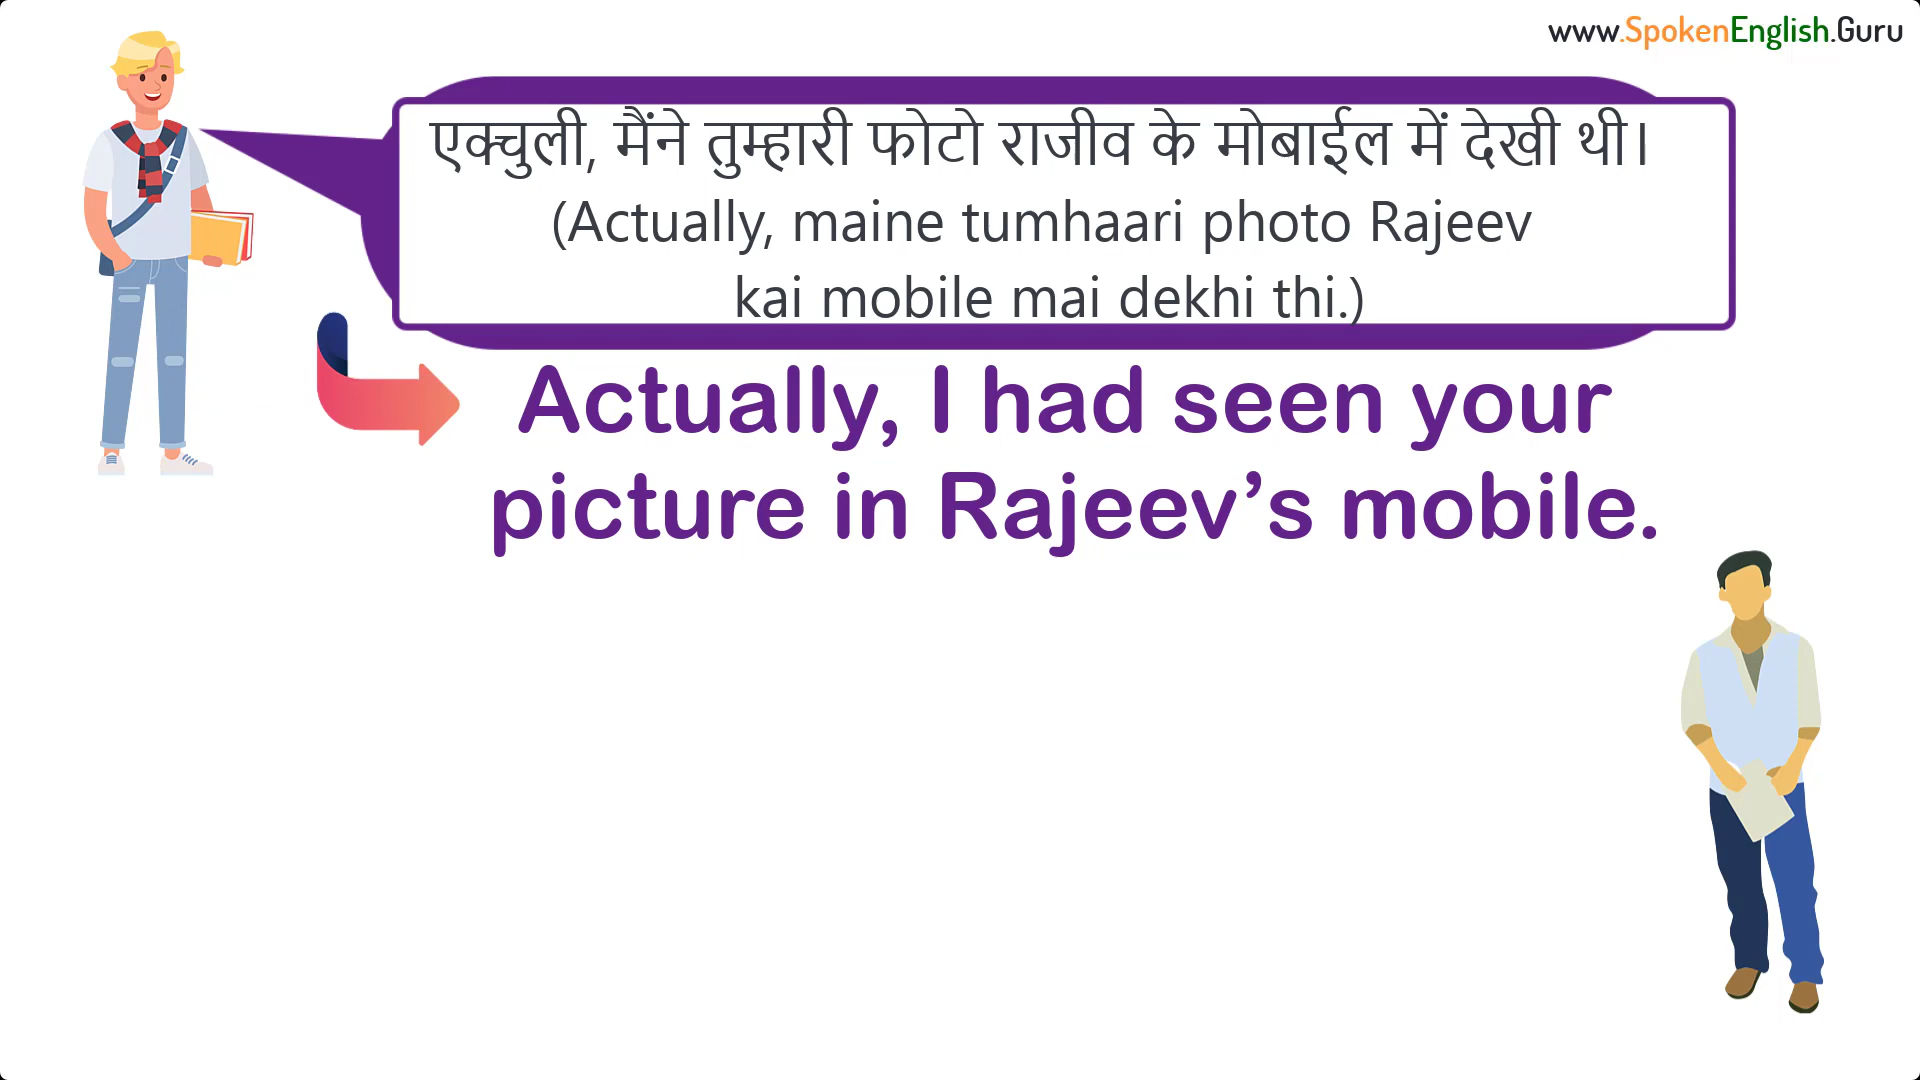 www.SpokenEnglish.Guru
एक्चुली, मैंने तुम्हारी फोटो राजीव के मोबाईल में देखी थी।
(Actually, maine tumhaari photo Rajeev
kai mobile mai dekhi thi.)
Actually, I had seen your
picture in Rajeev’s mobile.